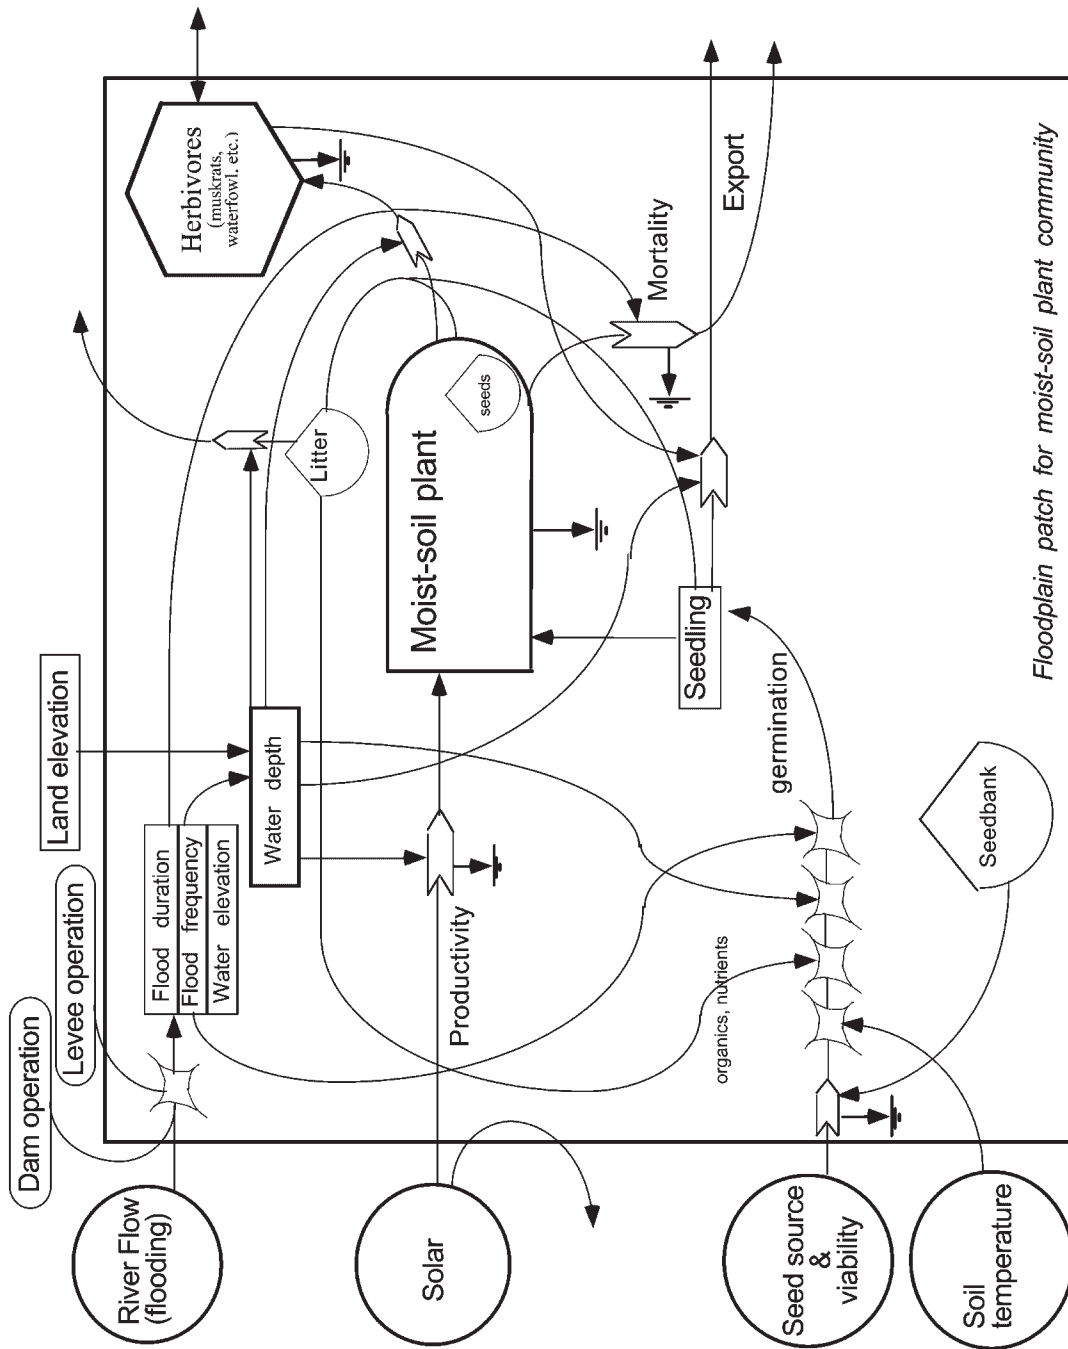 Dam operation
Levee operation
Land elevation
River Flow
(flooding)
Flood duration
Flood frequency
Water elevation
Water depth
Herbivores
(muskrats,
waterfowl. etc.)
Litter
Solar
Productivity
Moist-soil plant
seeds
Mortality
Export
Seedling
germination
organics, nutrients
Seed source
&
viability
Soil
temperature
Seedbank
Floodplain patch for moist-soil plant community